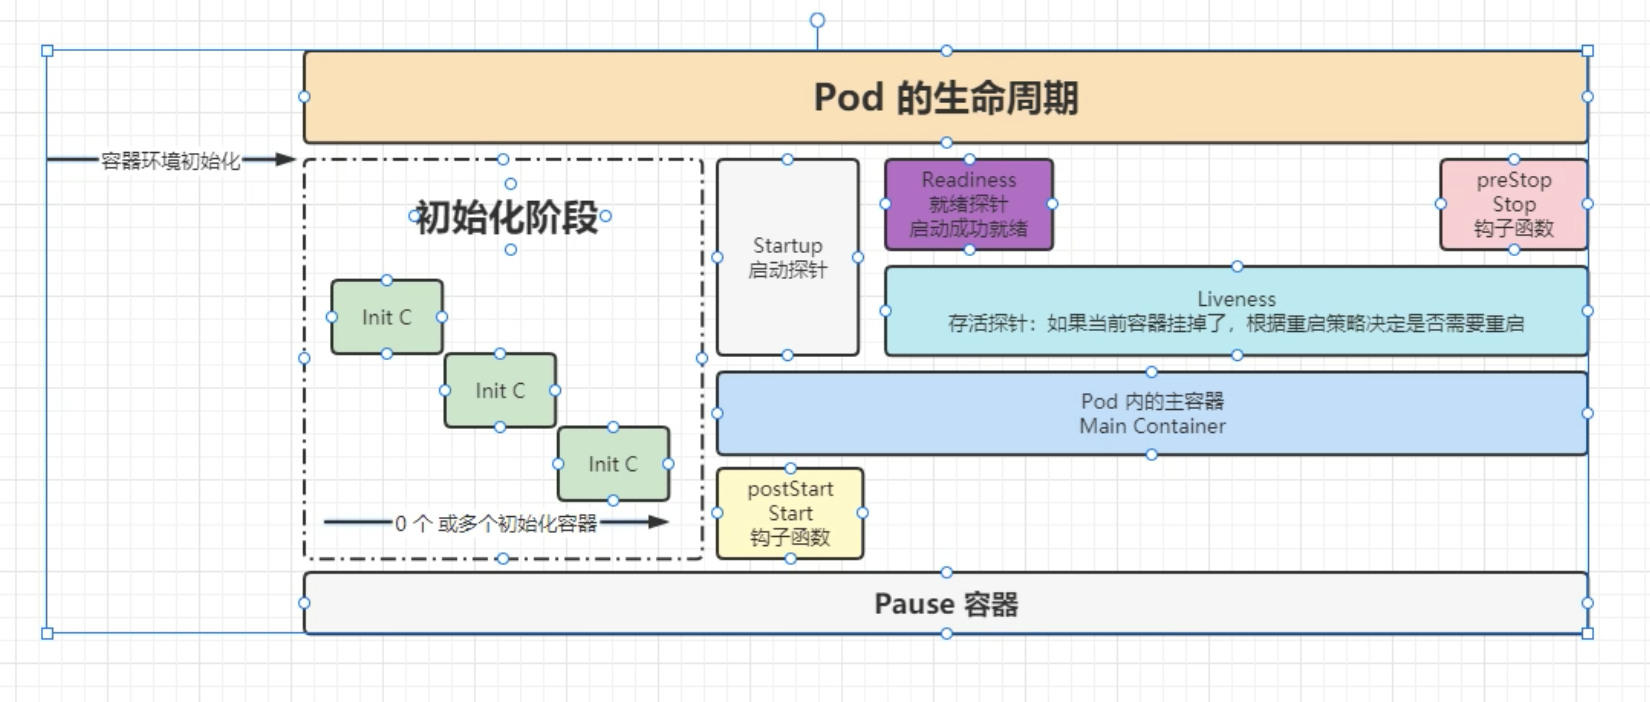 Pod 的生命周期
容器环境初始化
初始化阶段
Init C
Init C
Init C
0 个 或多个初始化容器
Startup
启动探针
Readiness
就绪探针
启动成功就绪
preStop
Stop
钩子函数
Liveness
存活探针：如果当前容器挂掉了，根据重启策略决定是否需要重启
Pod 内的主容器
Main Container
postStart
Start
钩子函数
Pause 容器